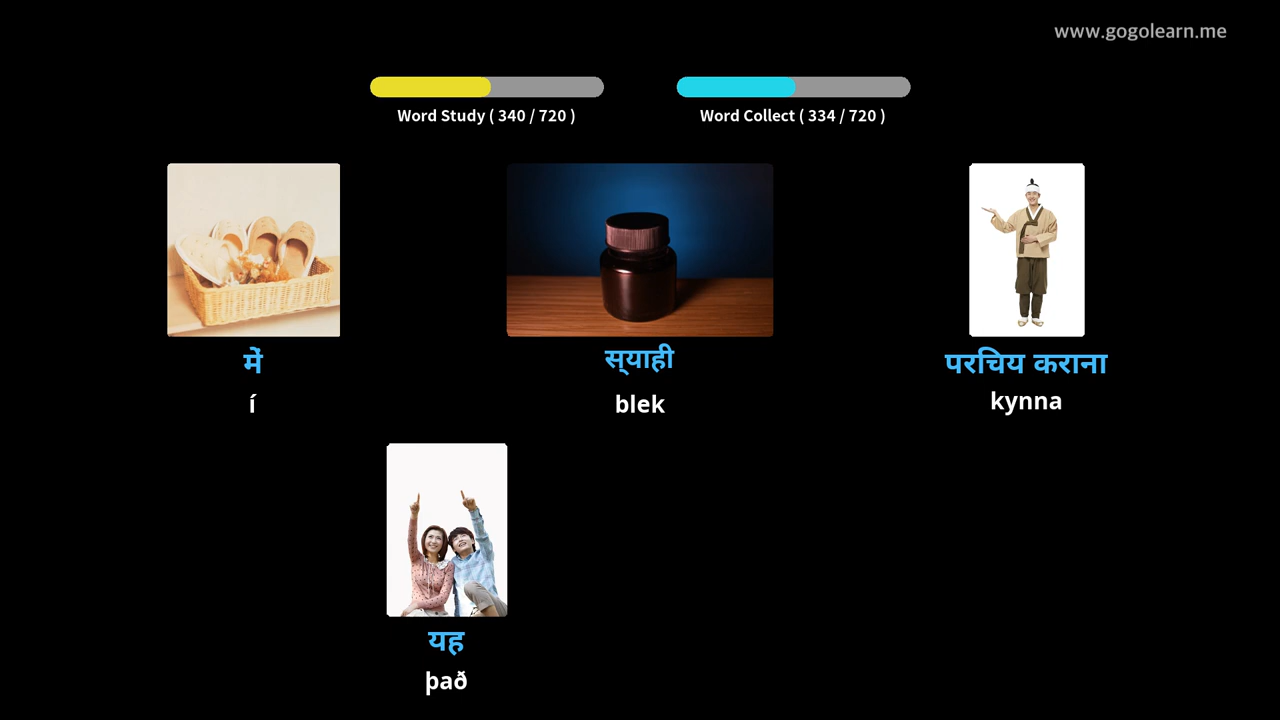 www.gogolearn.me
Word Study ( 340 / 720 )
Word Collect ( 334 / 720 )
में
í
स्याही
blek
परिचय कराना
kynna
यह
það